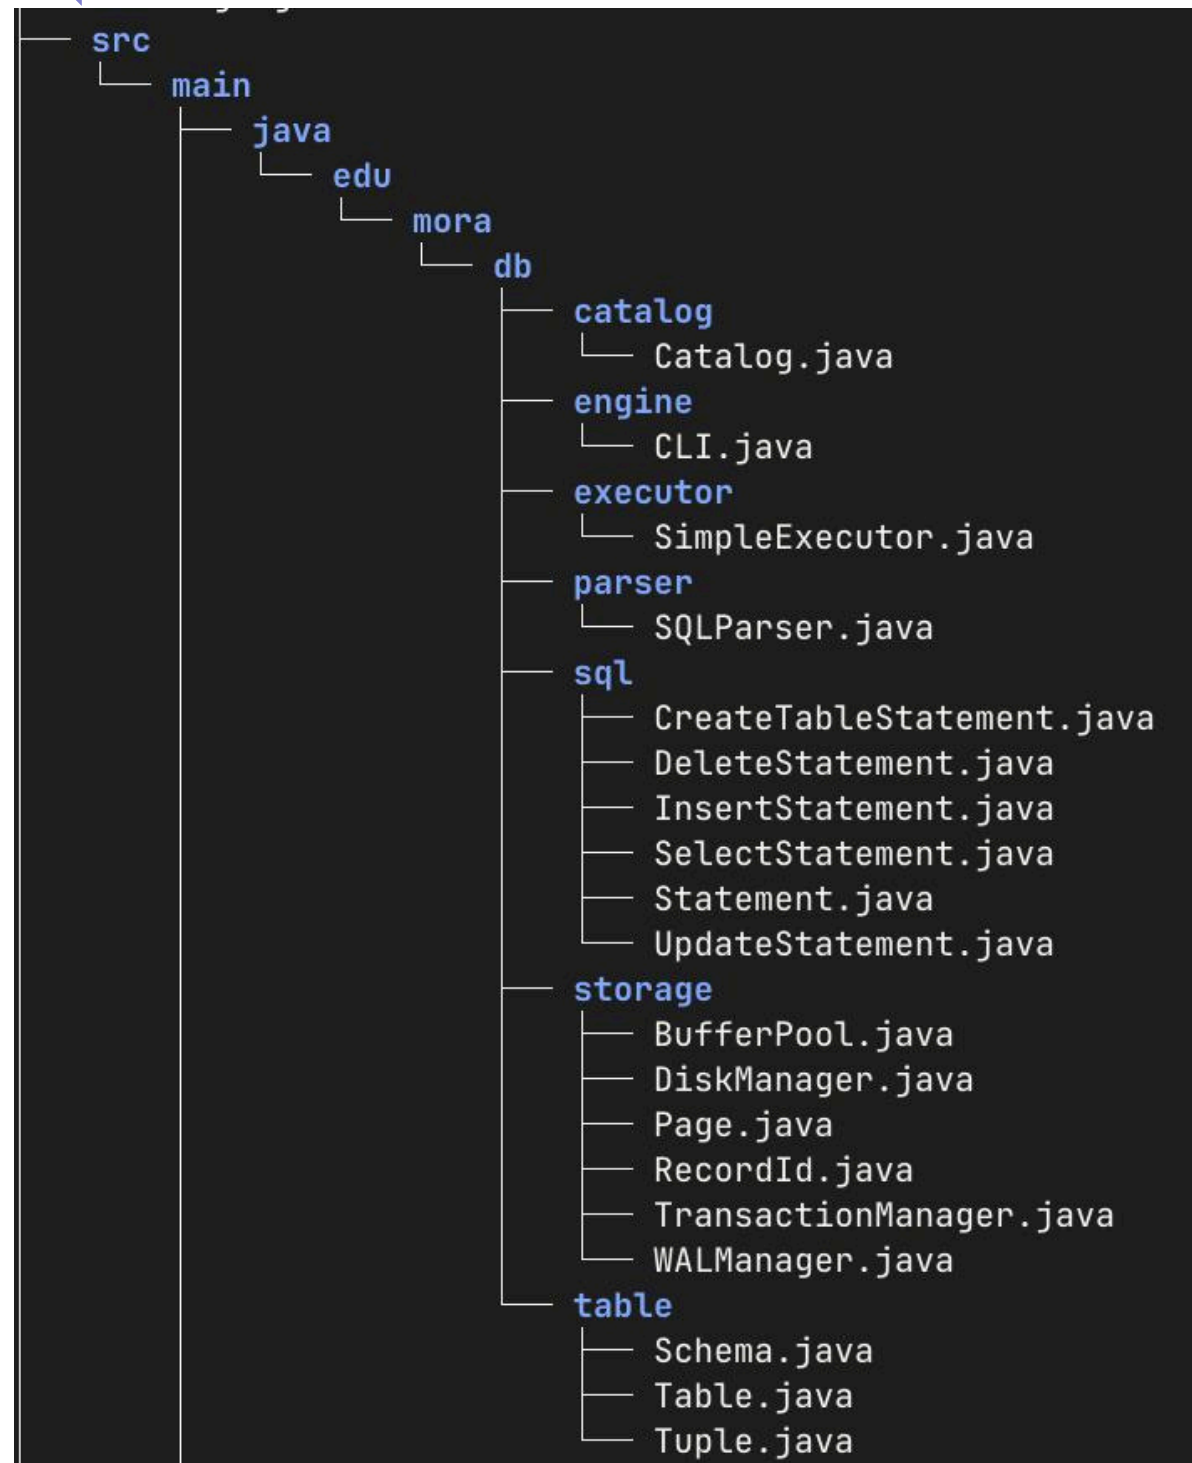 src
main
java
edu
mora
db
catalog
Catalog.java
engine
CLI.java
executor
SimpleExecutor.java
parser
SQLParser.java
sql
CreateTableStatement.java
DeleteStatement.java
InsertStatement.java
SelectStatement.java
Statement.java
UpdateStatement.java
storage
BufferPool.java
DiskManager.java
Page.java
RecordId.java
TransactionManager.java
WALManager.java
table
Schema.java
Table.java
Tuple.java